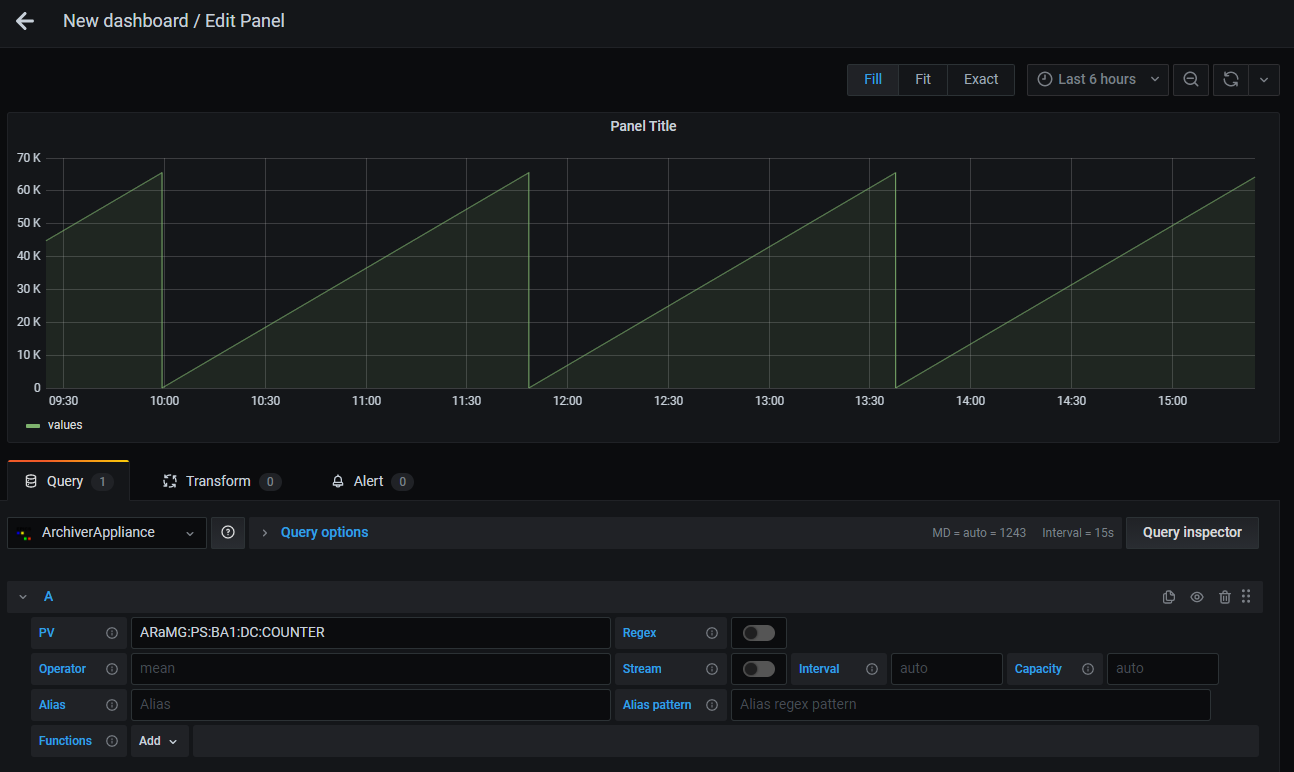 New dashboard / Edit Panel
Fill Fit Exact Last 6 hours
Panel Title
70 K
60 K
50 K
40 K
30 K
20 K
10 K
0
09:30 10:00 10:30 11:00 11:30 12:00 12:30 13:00 13:30 14:00 14:30 15:00
values
Query 1 Transform 0 Alert 0
ArchiverAppliance Query options MD = auto = 1243 Interval = 15s Query inspector
A
PV ARaMG:PS:BA1:DC:COUNTER Regex
Operator mean Stream Interval auto Capacity auto
Alias Alias Alias pattern Alias regex pattern
Functions Add